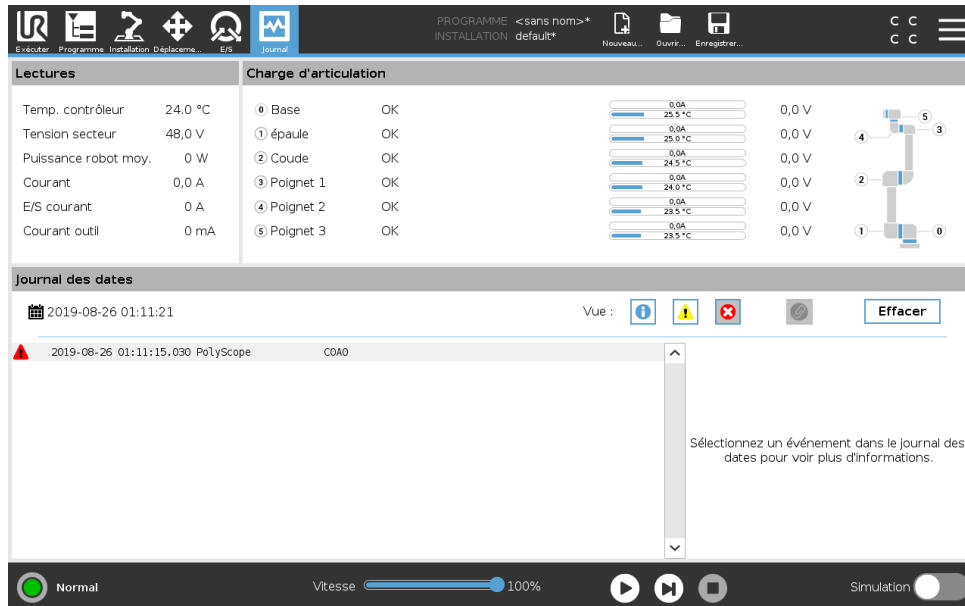 UR
PROGRAMME <sans nom>*
INSTALLATION default*
Exécuter Programme Installation Déplaceme... E/S Journal
Nouveau... Ouvrir... Enregistrer...
C C
C C
Lectures
Charge d'articulation
Temp. contrôleur 24.0 °C
Tension secteur 48,0 V
Puissance robot moy. 0 W
Courant 0,0 A
E/S courant 0 A
Courant outil 0 mA
0 Base OK 0,0A 25.5 °C 0,0 V
1 épaule OK 0,0A 25.0 °C 0,0 V
2 Coude OK 0,0A 24.5 °C 0,0 V
3 Poignet 1 OK 0,0A 24.0 °C 0,0 V
4 Poignet 2 OK 0,0A 23.5 °C 0,0 V
5 Poignet 3 OK 0,0A 23.5 °C 0,0 V
5
3
4
2
1 0
Journal des dates
2019-08-26 01:11:21 Vue : Effacer
2019-08-26 01:11:15.030 PolyScope C0A0
Sélectionnez un événement dans le journal des
dates pour voir plus d'informations.
Normal Vitesse 100% Simulation